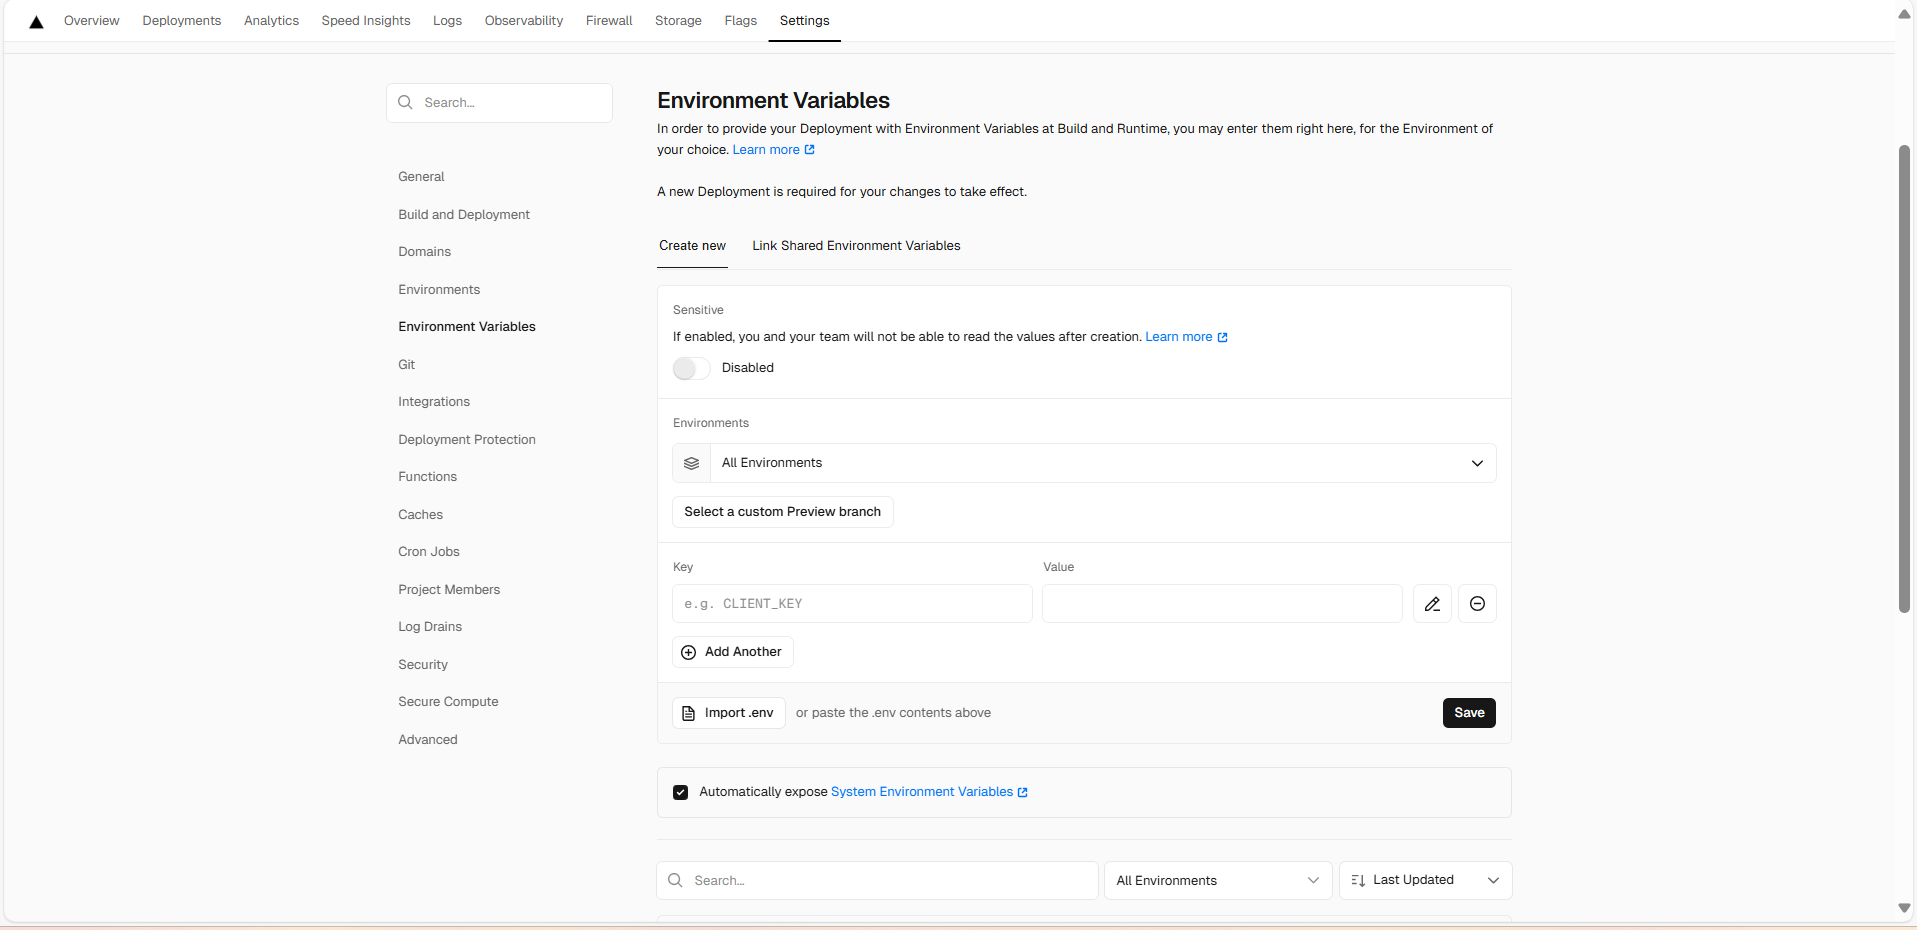 Overview Deployments Analytics Speed Insights Logs Observability Firewall Storage Flags Settings
Search...
General
Build and Deployment
Domains
Environments
Environment Variables
Git
Integrations
Deployment Protection
Functions
Caches
Cron Jobs
Project Members
Log Drains
Security
Secure Compute
Advanced
Environment Variables
In order to provide your Deployment with Environment Variables at Build and Runtime, you may enter them right here, for the Environment of
your choice. Learn more
A new Deployment is required for your changes to take effect.
Create new Link Shared Environment Variables
Sensitive
If enabled, you and your team will not be able to read the values after creation. Learn more
Disabled
Environments
All Environments
Select a custom Preview branch
Key Value
e.g. CLIENT_KEY
Add Another
Import .env or paste the .env contents above Save
Automatically expose System Environment Variables
Search... All Environments Last Updated